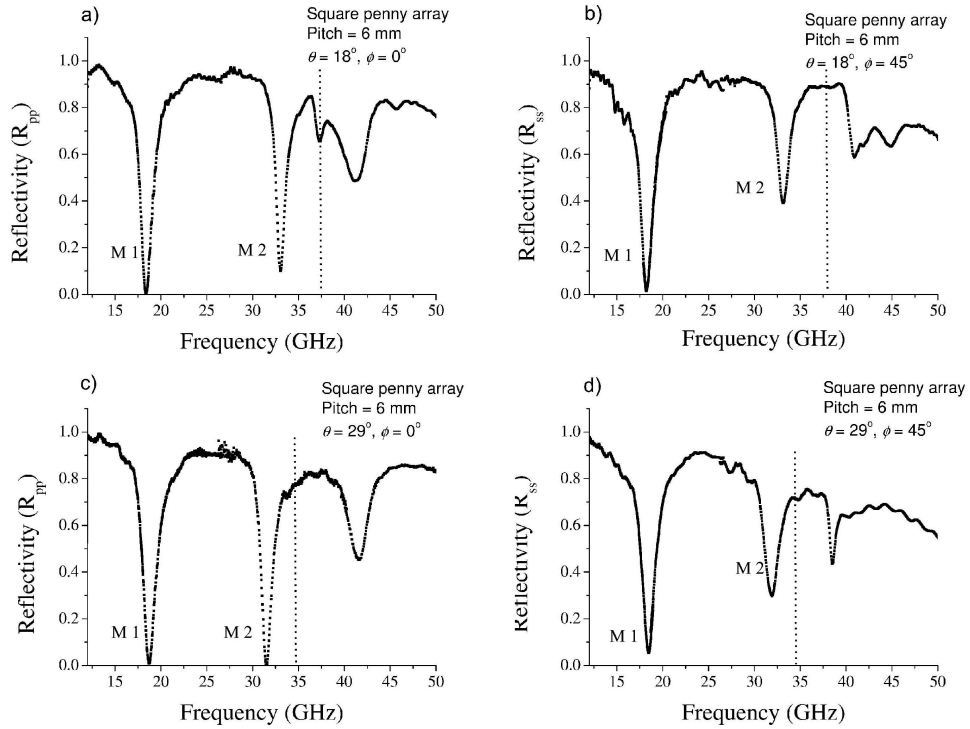 a)
Square penny array
Pitch = 6 mm
θ = 18°, ϕ = 0°
Reflectivity (Rpp)
1.0
0.8
0.6
0.4
0.2
0.0
M 1
M 2
15 20 25 30 35 40 45 50
Frequency (GHz)
b)
Square penny array
Pitch = 6 mm
θ = 18°, ϕ = 45°
Reflectivity (Rss)
1.0
0.8
0.6
0.4
0.2
0.0
M 1
M 2
15 20 25 30 35 40 45 50
Frequency (GHz)
c)
Square penny array
Pitch = 6 mm
θ = 29°, ϕ = 0°
Reflectivity (Rpp)
1.0
0.8
0.6
0.4
0.2
0.0
M 1
M 2
15 20 25 30 35 40 45 50
Frequency (GHz)
d)
Square penny array
Pitch = 6 mm
θ = 29°, ϕ = 45°
Reflectivity (Rss)
1.0
0.8
0.6
0.4
0.2
0.0
M 1
M 2
15 20 25 30 35 40 45 50
Frequency (GHz)